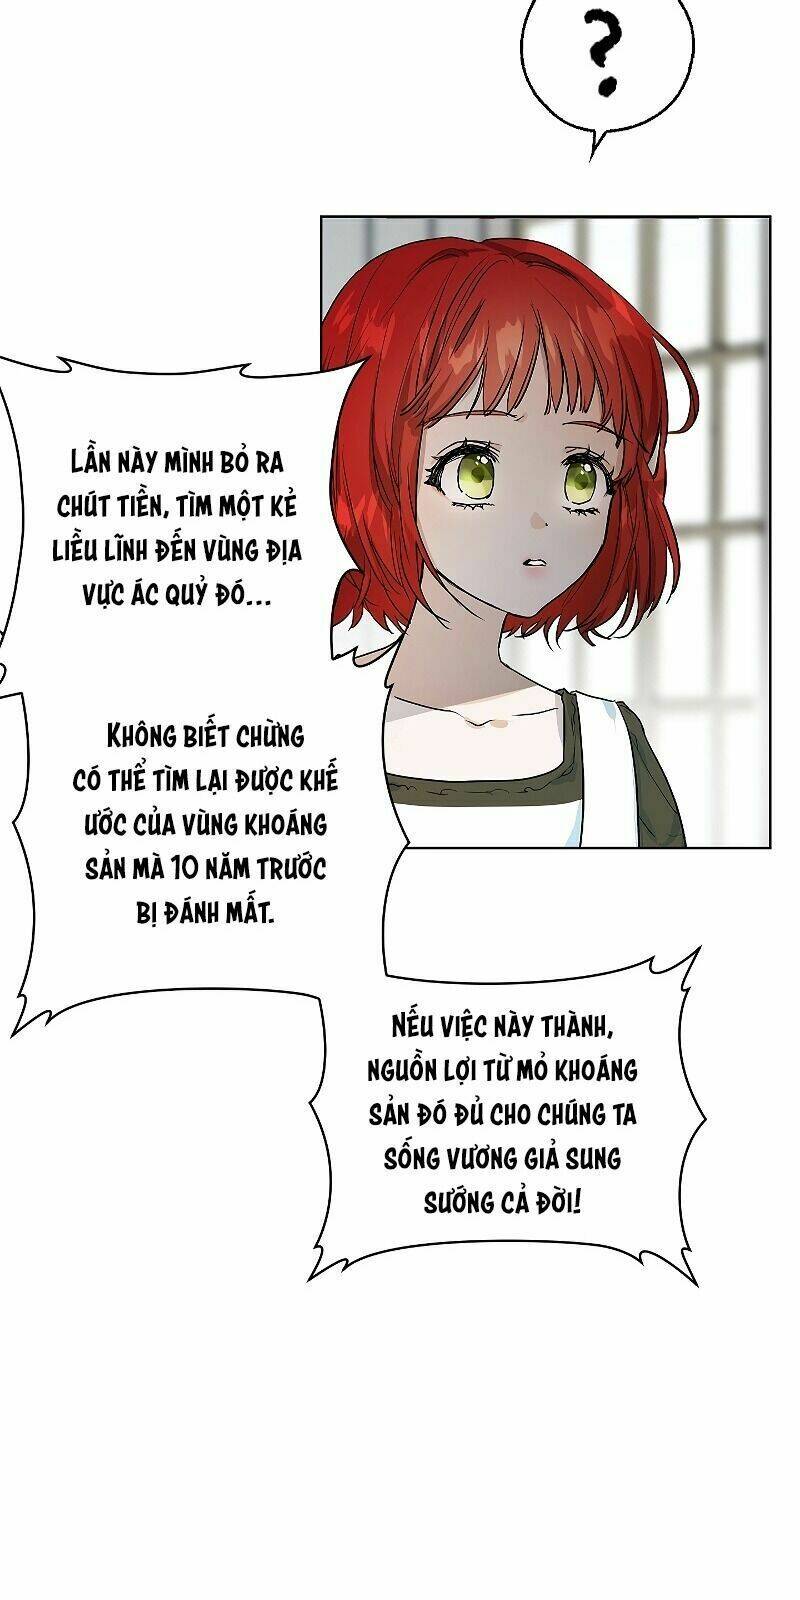 ?
LẦN NÀY MÌNH BỎ RA
CHÚT TIỀN, TÌM MỘT KẺ
LIỀU LĨNH ĐẾN VÙNG ĐỊA
VỰC ÁC QUỶ ĐÓ...
KHÔNG BIẾT CHỪNG
CÓ THỂ TÌM LẠI ĐƯỢC KHẾ
ƯỚC CỦA VÙNG KHOÁNG
SẢN MÀ 10 NĂM TRƯỚC
BỊ ĐÁNH MẤT.
NẾU VIỆC NÀY THÀNH,
NGUỒN LỢI TỪ MỎ KHOÁNG
SẢN ĐÓ ĐỦ CHO CHÚNG TA
SỐNG VƯƠNG GIẢ SUNG
SƯỚNG CẢ ĐỜI!